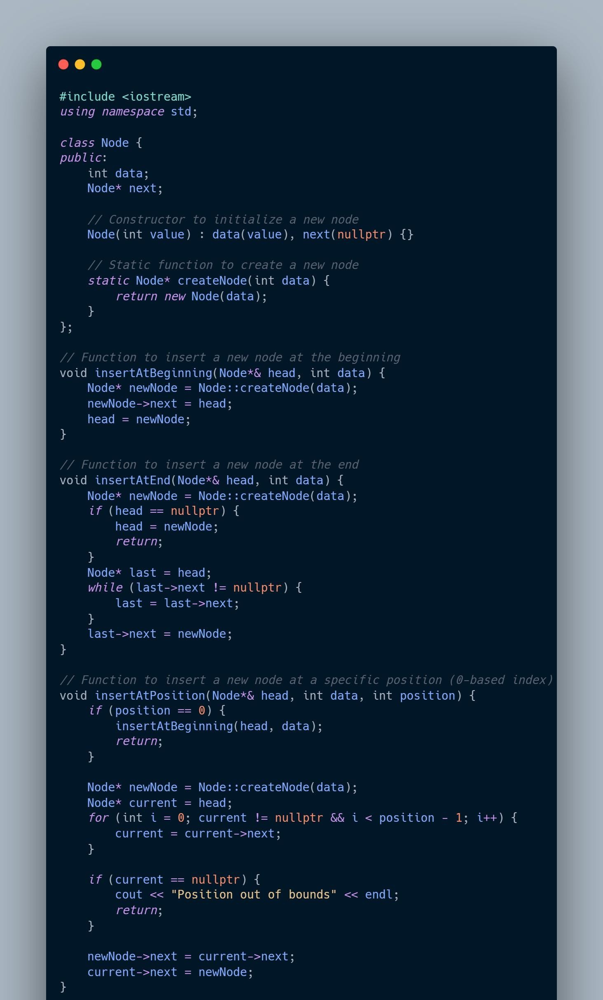 #include <iostream>
using namespace std;

class Node {
public:
    int data;
    Node* next;

    // Constructor to initialize a new node
    Node(int value) : data(value), next(nullptr) {}

    // Static function to create a new node
    static Node* createNode(int data) {
        return new Node(data);
    }
};

// Function to insert a new node at the beginning
void insertAtBeginning(Node*& head, int data) {
    Node* newNode = Node::createNode(data);
    newNode->next = head;
    head = newNode;
}

// Function to insert a new node at the end
void insertAtEnd(Node*& head, int data) {
    Node* newNode = Node::createNode(data);
    if (head == nullptr) {
        head = newNode;
        return;
    }
    Node* last = head;
    while (last->next != nullptr) {
        last = last->next;
    }
    last->next = newNode;
}

// Function to insert a new node at a specific position (0-based index)
void insertAtPosition(Node*& head, int data, int position) {
    if (position == 0) {
        insertAtBeginning(head, data);
        return;
    }

    Node* newNode = Node::createNode(data);
    Node* current = head;
    for (int i = 0; current != nullptr && i < position - 1; i++) {
        current = current->next;
    }

    if (current == nullptr) {
        cout << "Position out of bounds" << endl;
        return;
    }

    newNode->next = current->next;
    current->next = newNode;
}